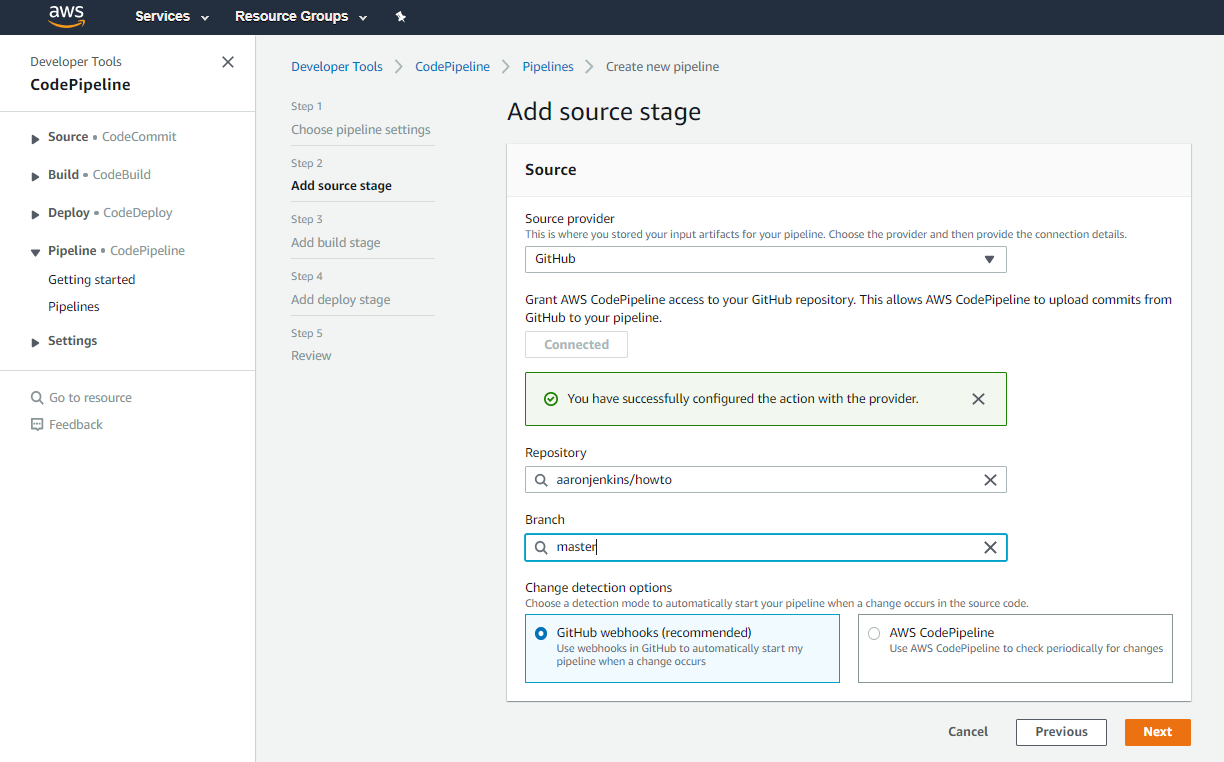 aws
Services
Resource Groups
Developer Tools
CodePipeline
Source • CodeCommit
Build • CodeBuild
Deploy • CodeDeploy
Pipeline • CodePipeline
Getting started
Pipelines
Settings
Go to resource
Feedback
Developer Tools
CodePipeline
Pipelines
Create new pipeline
Step 1
Choose pipeline settings
Step 2
Add source stage
Step 3
Add build stage
Step 4
Add deploy stage
Step 5
Review
Add source stage
Source
Source provider
This is where you stored your input artifacts for your pipeline. Choose the provider and then provide the connection details.
GitHub
Grant AWS CodePipeline access to your GitHub repository. This allows AWS CodePipeline to upload commits from
GitHub to your pipeline.
Connected
You have successfully configured the action with the provider.
Repository
aaronjenkins/howto
Branch
master
Change detection options
Choose a detection mode to automatically start your pipeline when a change occurs in the source code.
GitHub webhooks (recommended)
Use webhooks in GitHub to automatically start my
pipeline when a change occurs
AWS CodePipeline
Use AWS CodePipeline to check periodically for changes
Cancel
Previous
Next